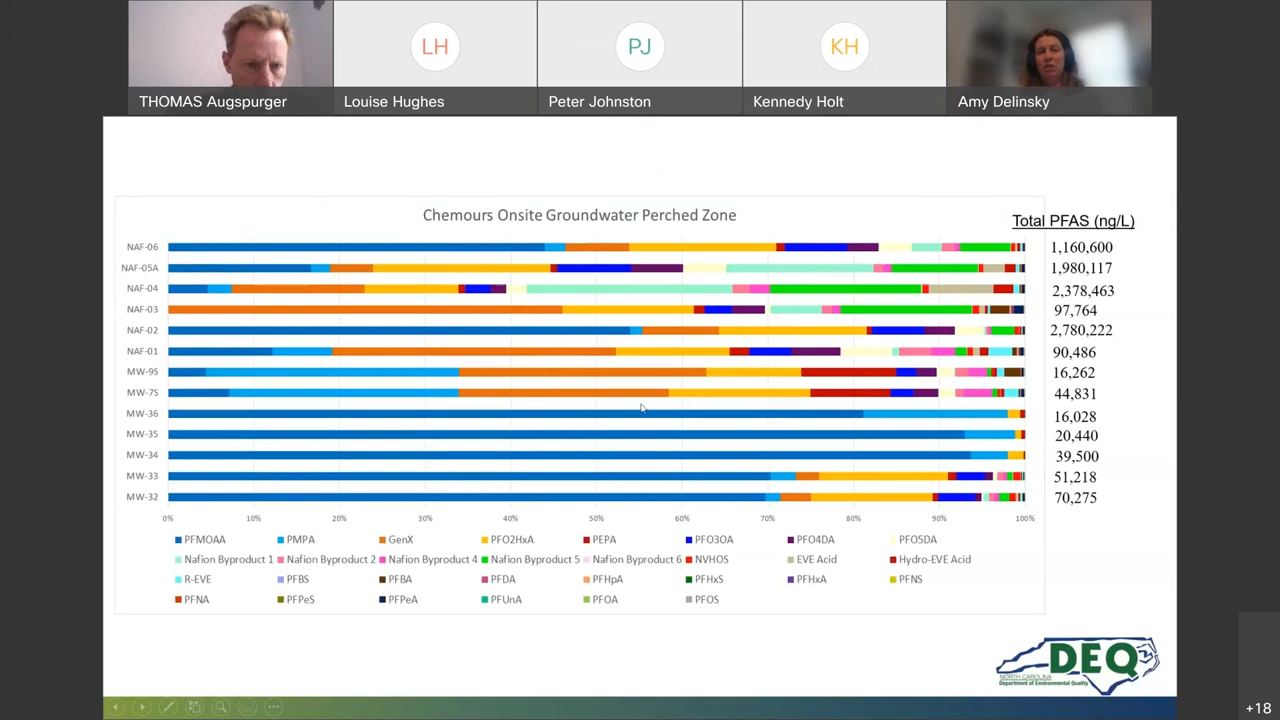 LH
PJ
KH
THOMAS Augspurger
Louise Hughes
Peter Johnston
Kennedy Holt
Amy Delinsky
Chemours Onsite Groundwater Perched Zone
Total PFAS (ng/L)
NAF-06 1,160,600
NAF-05A 1,980,117
NAF-04 2,378,463
NAF-03 97,764
NAF-02 2,780,222
NAF-01 90,486
MW-9S 16,262
MW-7S 44,831
MW-36 16,028
MW-35 20,440
MW-34 39,500
MW-33 51,218
MW-32 70,275
0% 10% 20% 30% 40% 50% 60% 70% 80% 90% 100%
PFMOAA PMPA GenX PFO2HxA PEPA PFO3OA PFO4DA PFO5DA
Nafion Byproduct 1 Nafion Byproduct 2 Nafion Byproduct 4 Nafion Byproduct 5 Nafion Byproduct 6 NVHOS EVE Acid Hydro-EVE Acid
R-EVE PFBS PFBA PFDA PFHpA PFHxS PFHxA PFNS
PFNA PFPeS PFPeA PFUnA PFOA PFOS
DEQ
NORTH CAROLINA
Department of Environmental Quality
+18